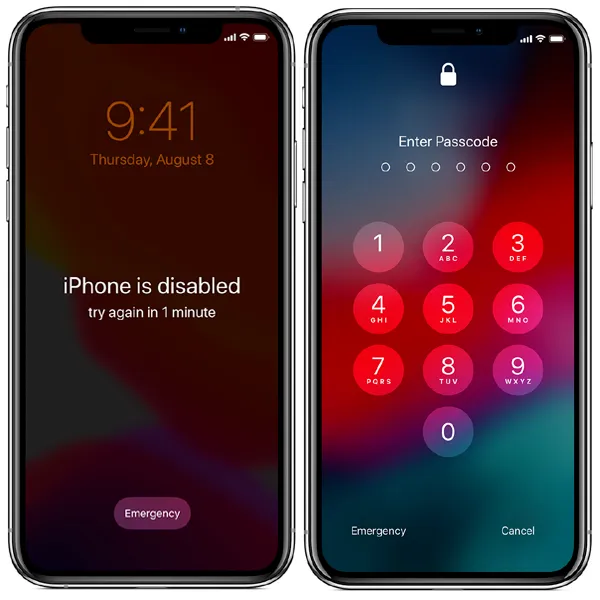 9:41
Thursday, August 8
iPhone is disabled
try again in 1 minute
Emergency
Enter Passcode
1 2 3
ABC DEF
4 5 6
GHI JKL MNO
7 8 9
PQRS TUV WXYZ
0
Emergency Cancel